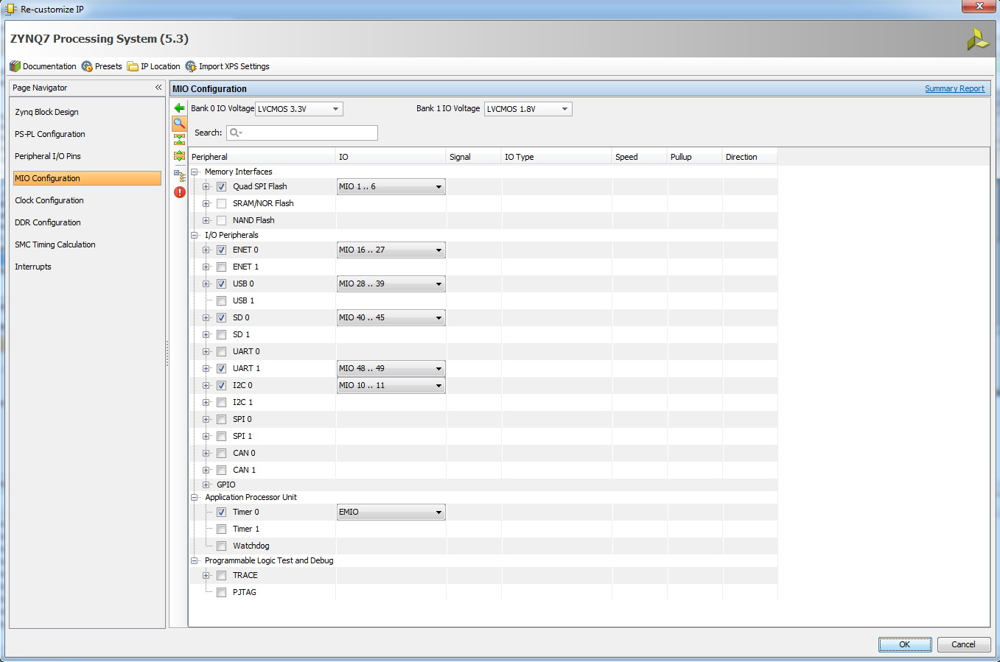 Re-customize IP
ZYNQ7 Processing System (5.3)
Documentation Presets IP Location Import XPS Settings
Page Navigator «
Zynq Block Design
PS-PL Configuration
Peripheral I/O Pins
MIO Configuration
Clock Configuration
DDR Configuration
SMC Timing Calculation
Interrupts
MIO Configuration Summary Report
Bank 0 IO Voltage LVCMOS 3.3V Bank 1 IO Voltage LVCMOS 1.8V
Search:
Peripheral IO Signal IO Type Speed Pullup Direction
Memory Interfaces
Quad SPI Flash MIO 1 .. 6
SRAM/NOR Flash
NAND Flash
I/O Peripherals
ENET 0 MIO 16 .. 27
ENET 1
USB 0 MIO 28 .. 39
USB 1
SD 0 MIO 40 .. 45
SD 1
UART 0
UART 1 MIO 48 .. 49
I2C 0 MIO 10 .. 11
I2C 1
SPI 0
SPI 1
CAN 0
CAN 1
GPIO
Application Processor Unit
Timer 0 EMIO
Timer 1
Watchdog
Programmable Logic Test and Debug
TRACE
PJTAG
OK Cancel